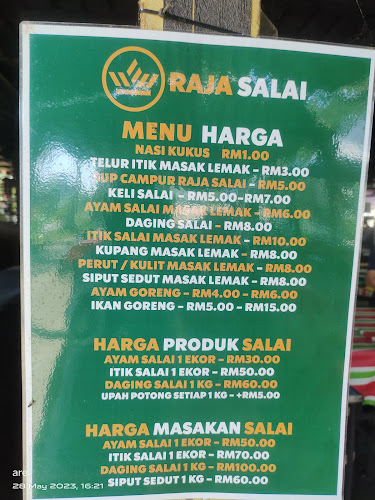 RAJA SALAI
MENU HARGA
NASI KUKUS RM1.00
TELUR ITIK MASAK LEMAK - RM3.00
SUP CAMPUR RAJA SALAI - RM5.00
KELI SALAI - RM5.00-RM7.00
AYAM SALAI MASAK LEMAK - RM6.00
DAGING SALAI - RM8.00
ITIK SALAI MASAK LEMAK - RM10.00
KUPANG MASAK LEMAK - RM8.00
PERUT / KULIT MASAK LEMAK - RM8.00
SIPUT SEDUT MASAK LEMAK - RM8.00
AYAM GORENG - RM4.00 - RM6.00
IKAN GORENG - RM5.00 - RM15.00
HARGA PRODUK SALAI
AYAM SALAI 1 EKOR - RM30.00
ITIK SALAI 1 EKOR - RM50.00
DAGING SALAI 1 KG - RM60.00
UPAH POTONG SETIAP 1 KG - +RM5.00
HARGA MASAKAN SALAI
AYAM SALAI 1 EKOR - RM50.00
ITIK SALAI 1 EKOR - RM70.00
DAGING SALAI 1 KG - RM100.00
SIPUT SEDUT 1 KG - RM60.00
28 May 2023, 16:21